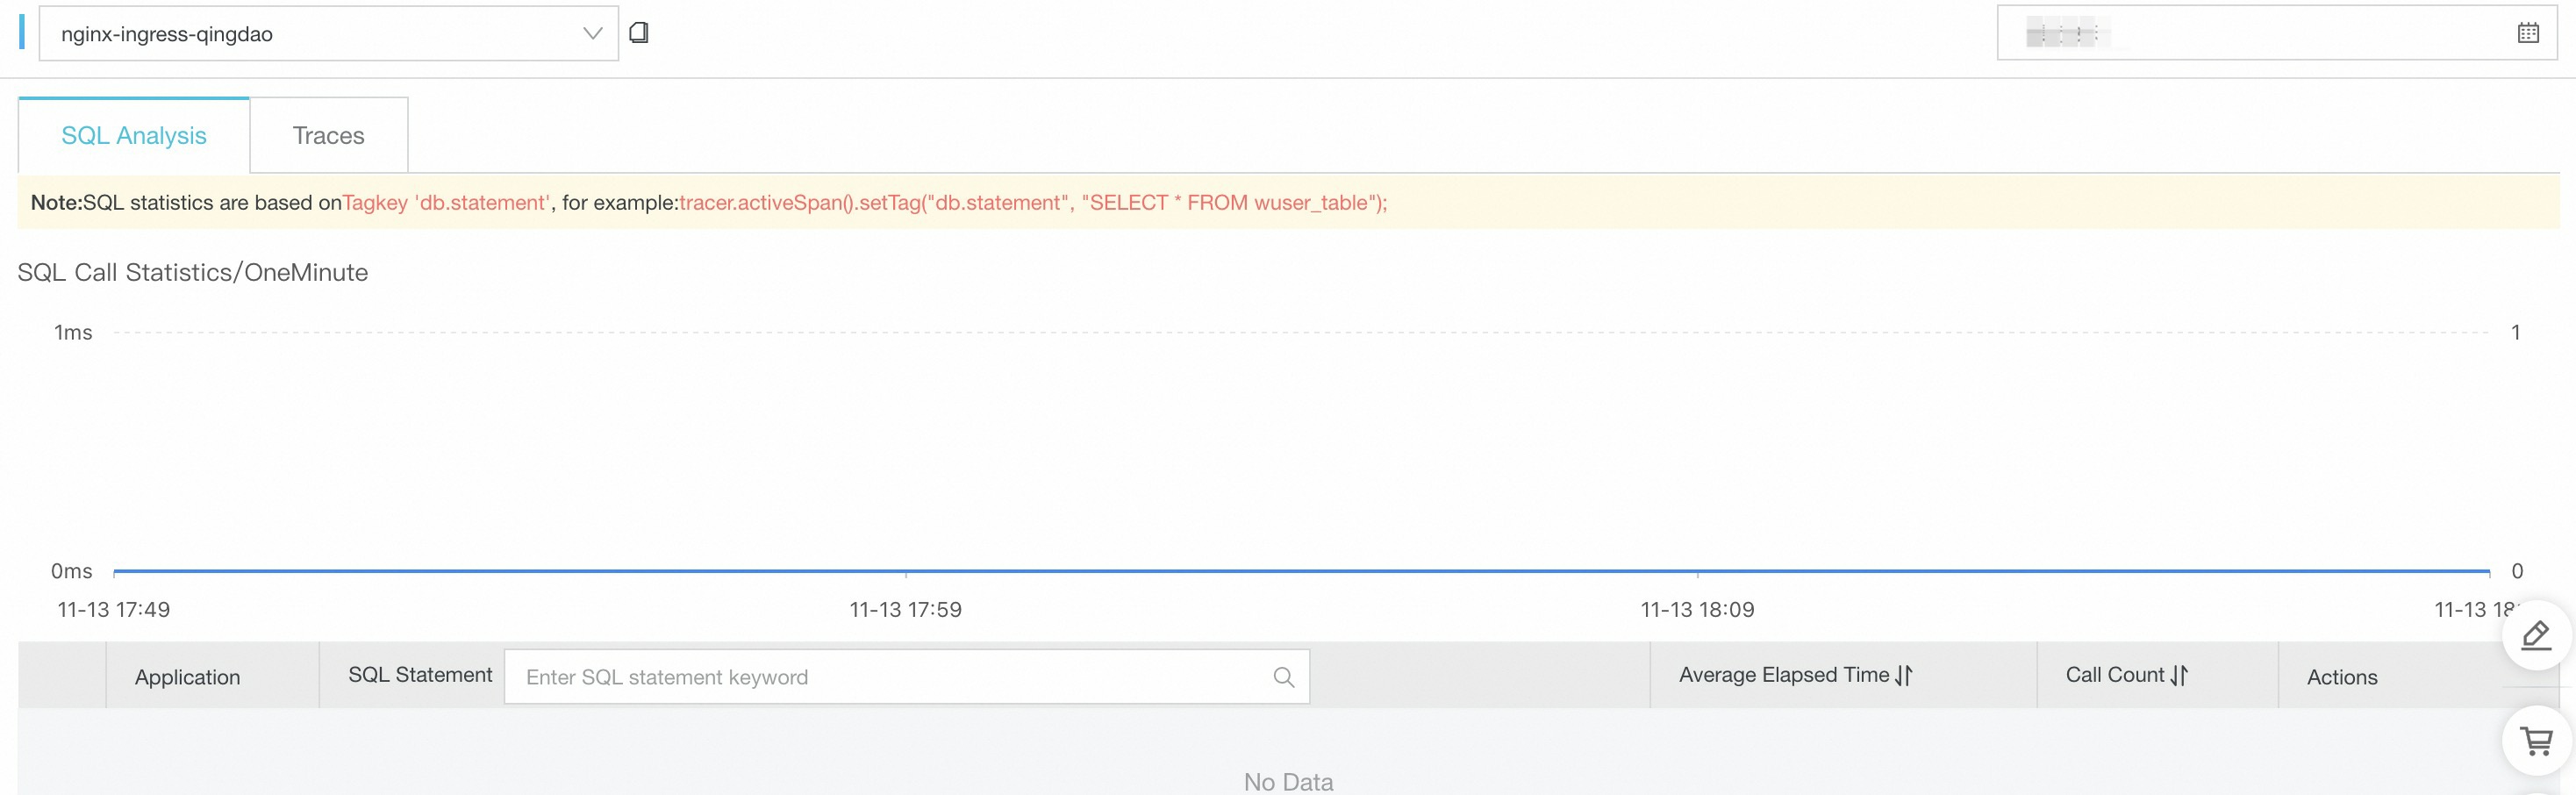 nginx-ingress-qingdao
SQL Analysis
Traces
Note:SQL statistics are based onTagkey 'db.statement', for example:tracer.activeSpan().setTag("db.statement", "SELECT * FROM wuser_table");
SQL Call Statistics/OneMinute
1ms
1
0ms
0
11-13 17:49
11-13 17:59
11-13 18:09
11-13 18:
Application
SQL Statement
Enter SQL statement keyword
Average Elapsed Time
Call Count
Actions
No Data